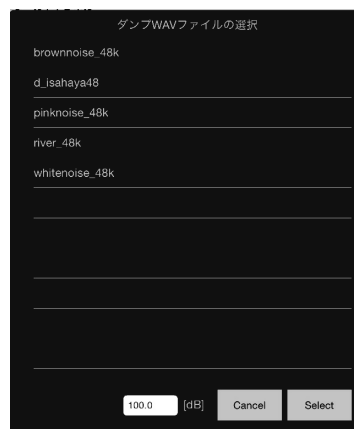 ダンプWAVファイルの選択
brownnoise_48k
d_isahaya48
pinknoise_48k
river_48k
whitenoise_48k
100.0 [dB] Cancel Select